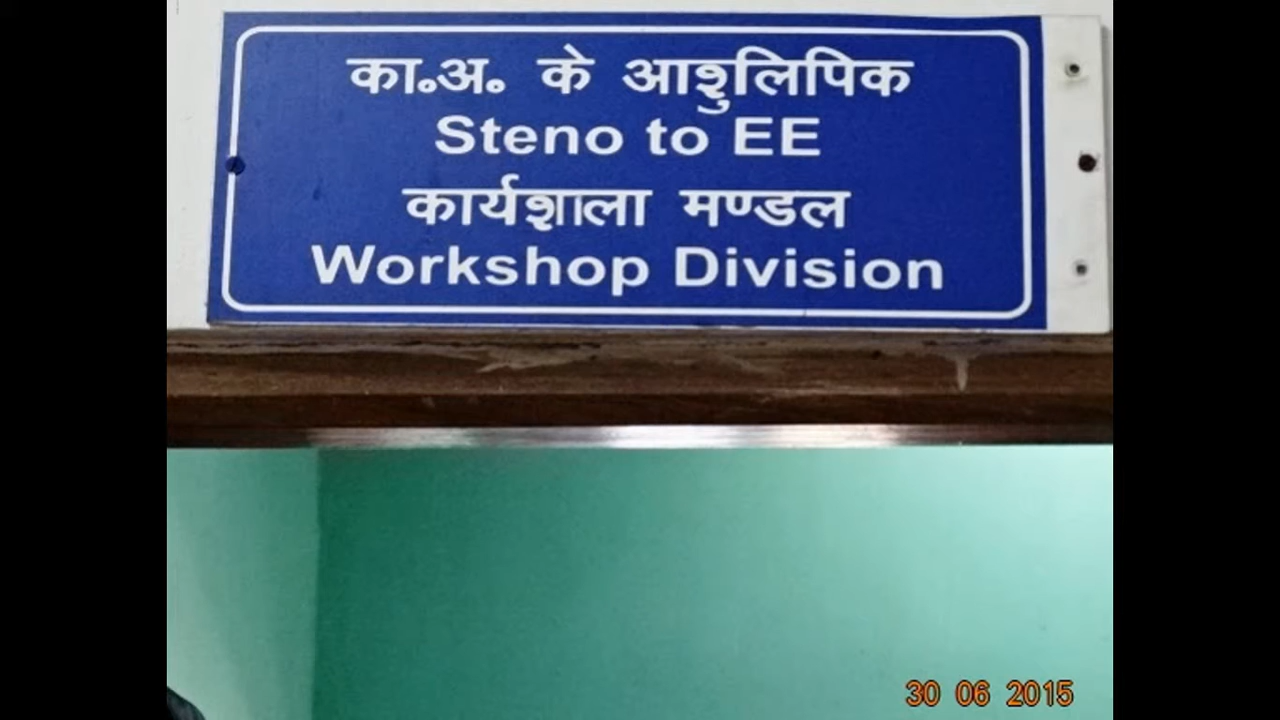 का॰अ॰ के आशुलिपिक
Steno to EE
कार्यशाला मण्डल
Workshop Division
30 06 2015